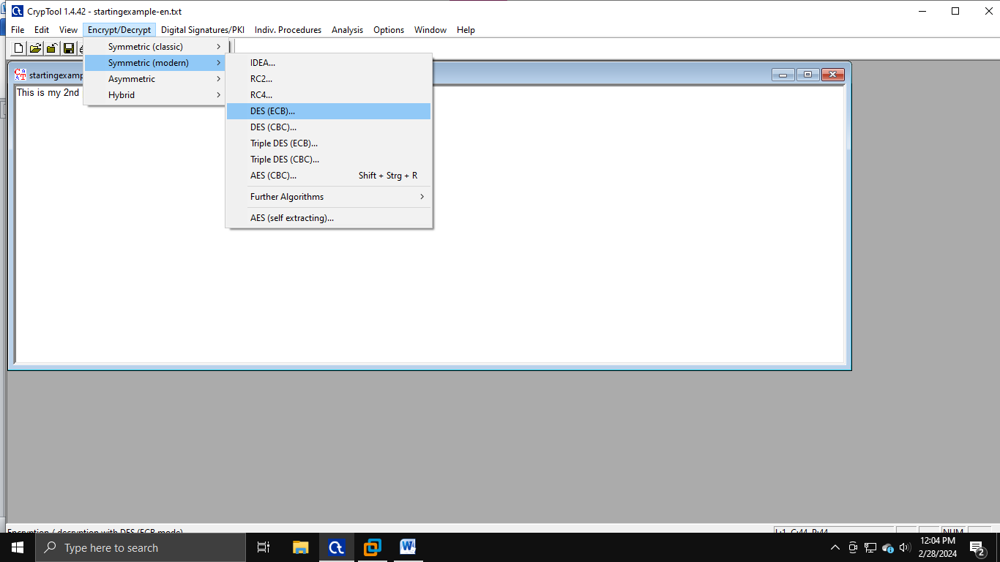 CrypTool 1.4.42 - startingexample-en.txt
File Edit View Encrypt/Decrypt Digital Signatures/PKI Indiv. Procedures Analysis Options Window Help
Symmetric (classic)
Symmetric (modern)
Asymmetric
Hybrid
IDEA...
RC2...
RC4...
DES (ECB)...
DES (CBC)...
Triple DES (ECB)...
Triple DES (CBC)...
AES (CBC)... Shift + Strg + R
Further Algorithms
AES (self extracting)...
startingexamp
This is my 2nd
Encryption / decryption with DES (ECB mode)
L:1 C:44 P:44 NUM
Type here to search
12:04 PM
2/28/2024
2